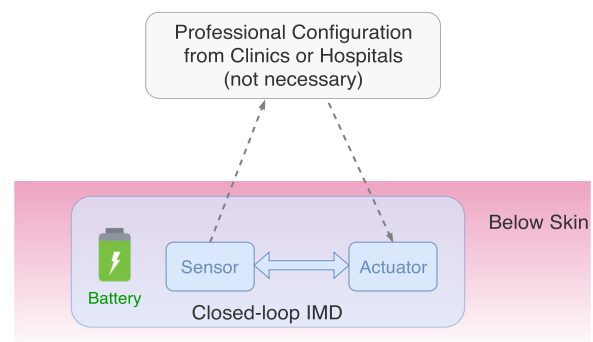 Professional Configuration
from Clinics or Hospitals
(not necessary)
Below Skin
Sensor
Actuator
Battery
Closed-loop IMD